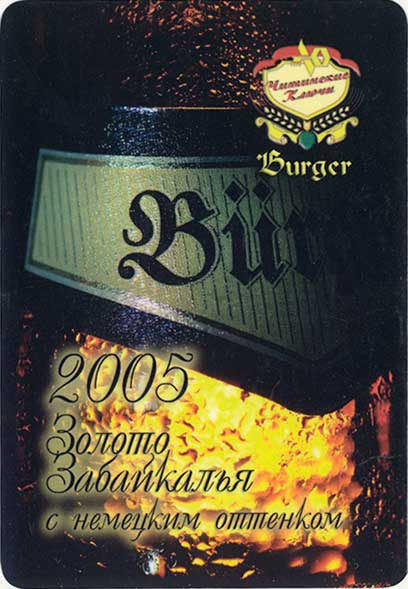 Читинские
Ключи
Burger
Bür
2005
Золото
Забайкалья
с немецким оттенком